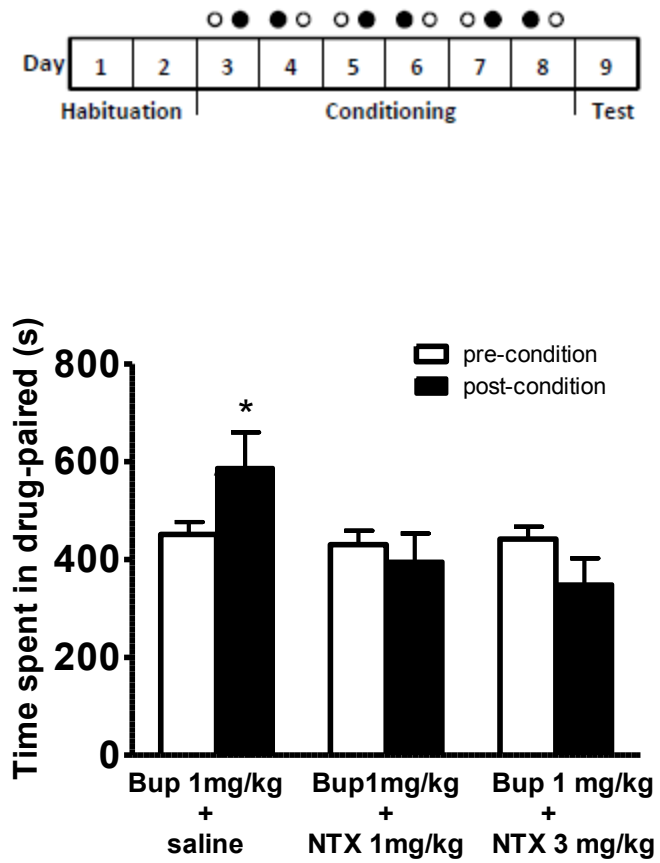 Day 1 2 3 4 5 6 7 8 9
Habituation Conditioning Test
Time spent in drug-paired (s)
800
600
400
200
0
pre-condition
post-condition
*
Bup 1mg/kg Bup1mg/kg Bup 1 mg/kg
+ + +
saline NTX 1mg/kg NTX 3 mg/kg